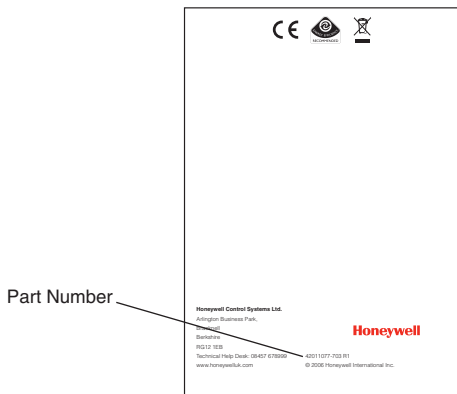 CE
RECOMMENDED
Part Number
Honeywell Control Systems Ltd.
Arlington Business Park,
Bracknell
Berkshire
RG12 1EB
Technical Help Desk: 08457 678999
www.honeywelluk.com
Honeywell
42011077-703 R1
© 2006 Honeywell International Inc.